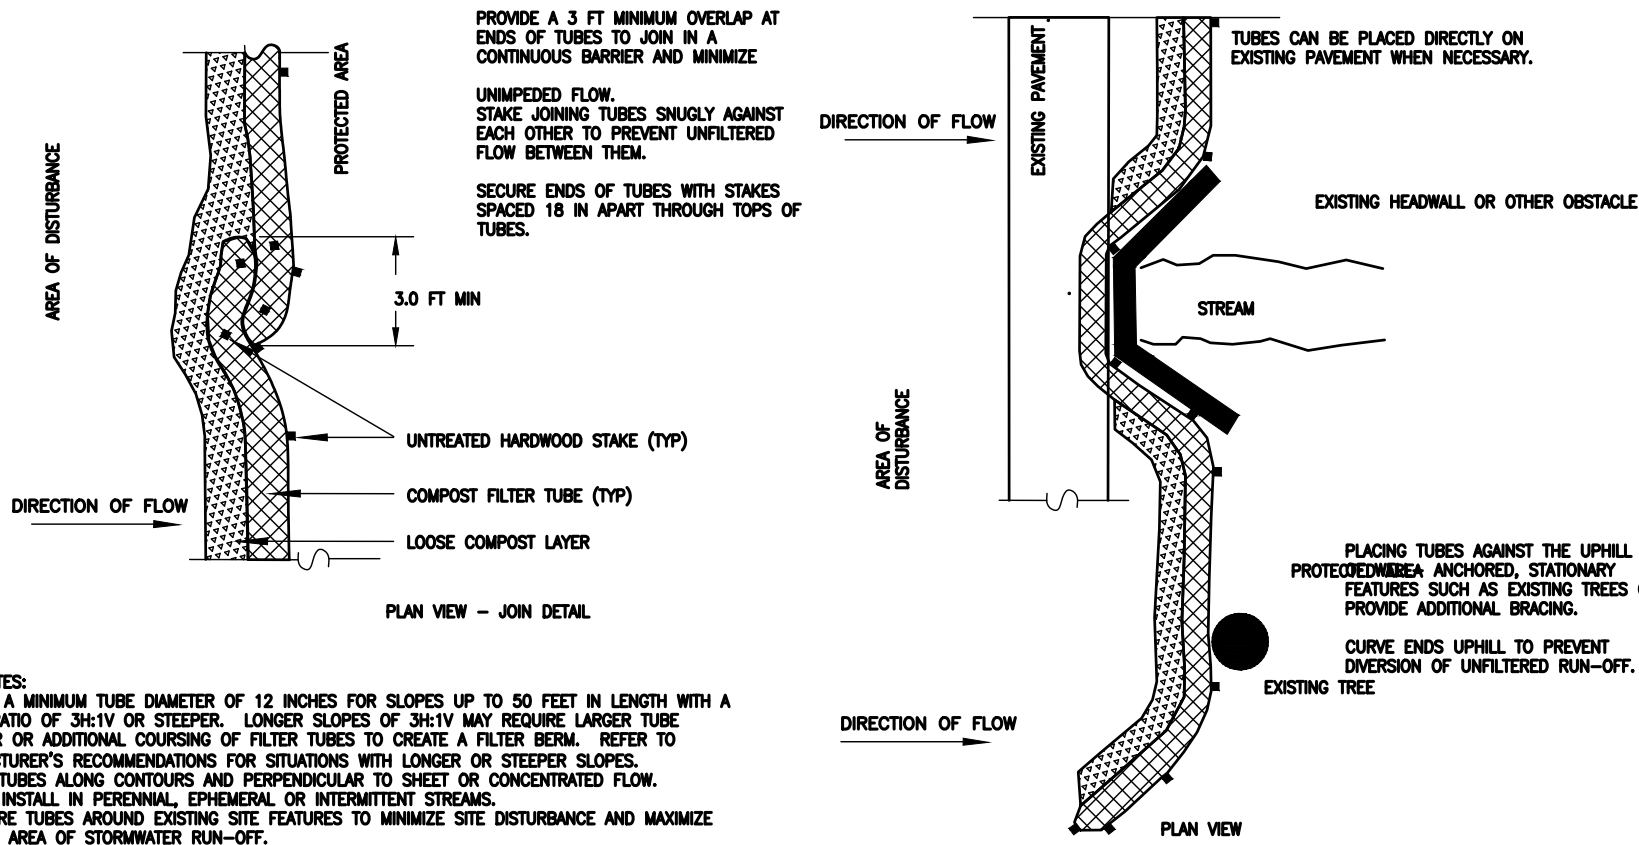 PROVIDE A 3 FT MINIMUM OVERLAP AT
ENDS OF TUBES TO JOIN IN A
CONTINUOUS BARRIER AND MINIMIZE
UNIMPEDED FLOW.
STAKE JOINING TUBES SNUGLY AGAINST
EACH OTHER TO PREVENT UNFILTERED
FLOW BETWEEN THEM.
SECURE ENDS OF TUBES WITH STAKES
SPACED 18 IN APART THROUGH TOPS OF
TUBES.
PROTECTED AREA
AREA OF DISTURBANCE
3.0 FT MIN
UNTREATED HARDWOOD STAKE (TYP)
COMPOST FILTER TUBE (TYP)
LOOSE COMPOST LAYER
DIRECTION OF FLOW
PLAN VIEW - JOIN DETAIL
TES:
A MINIMUM TUBE DIAMETER OF 12 INCHES FOR SLOPES UP TO 50 FEET IN LENGTH WITH A
ATIO OF 3H:1V OR STEEPER. LONGER SLOPES OF 3H:1V MAY REQUIRE LARGER TUBE
R OR ADDITIONAL COURSING OF FILTER TUBES TO CREATE A FILTER BERM. REFER TO
CTURER'S RECOMMENDATIONS FOR SITUATIONS WITH LONGER OR STEEPER SLOPES.
TUBES ALONG CONTOURS AND PERPENDICULAR TO SHEET OR CONCENTRATED FLOW.
INSTALL IN PERENNIAL, EPHEMERAL OR INTERMITTENT STREAMS.
RE TUBES AROUND EXISTING SITE FEATURES TO MINIMIZE SITE DISTURBANCE AND MAXIMIZE
AREA OF STORMWATER RUN-OFF.
TUBES CAN BE PLACED DIRECTLY ON
EXISTING PAVEMENT WHEN NECESSARY.
EXISTING PAVEMENT
DIRECTION OF FLOW
EXISTING HEADWALL OR OTHER OBSTACLE
STREAM
AREA OF
DISTURBANCE
PLACING TUBES AGAINST THE UPHILL
PROTECTED AREA
ANCHORED, STATIONARY
FEATURES SUCH AS EXISTING TREES
PROVIDE ADDITIONAL BRACING.
CURVE ENDS UPHILL TO PREVENT
DIVERSION OF UNFILTERED RUN-OFF.
EXISTING TREE
DIRECTION OF FLOW
PLAN VIEW